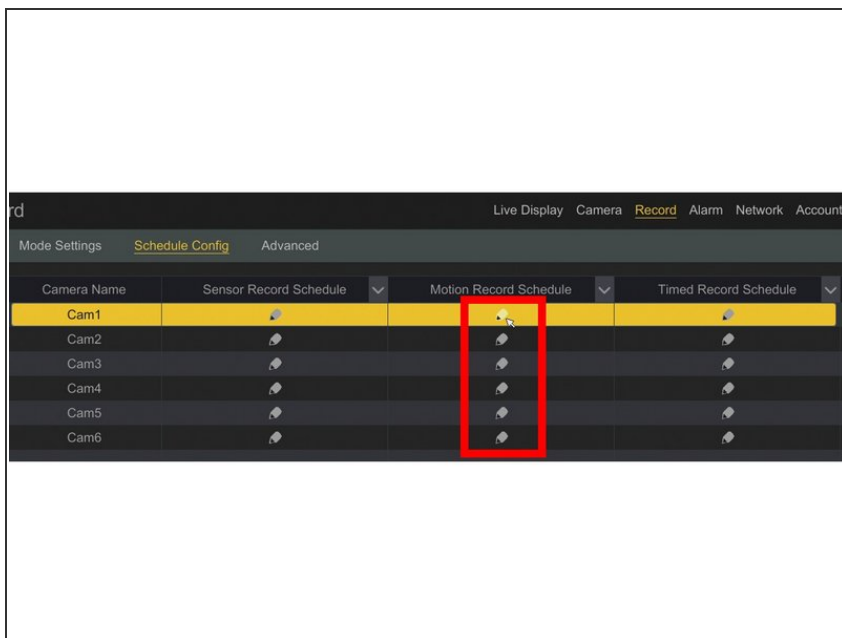 rd Live Display Camera Record Alarm Network Account
Mode Settings Schedule Config Advanced
Camera Name Sensor Record Schedule Motion Record Schedule Timed Record Schedule
Cam1
Cam2
Cam3
Cam4
Cam5
Cam6